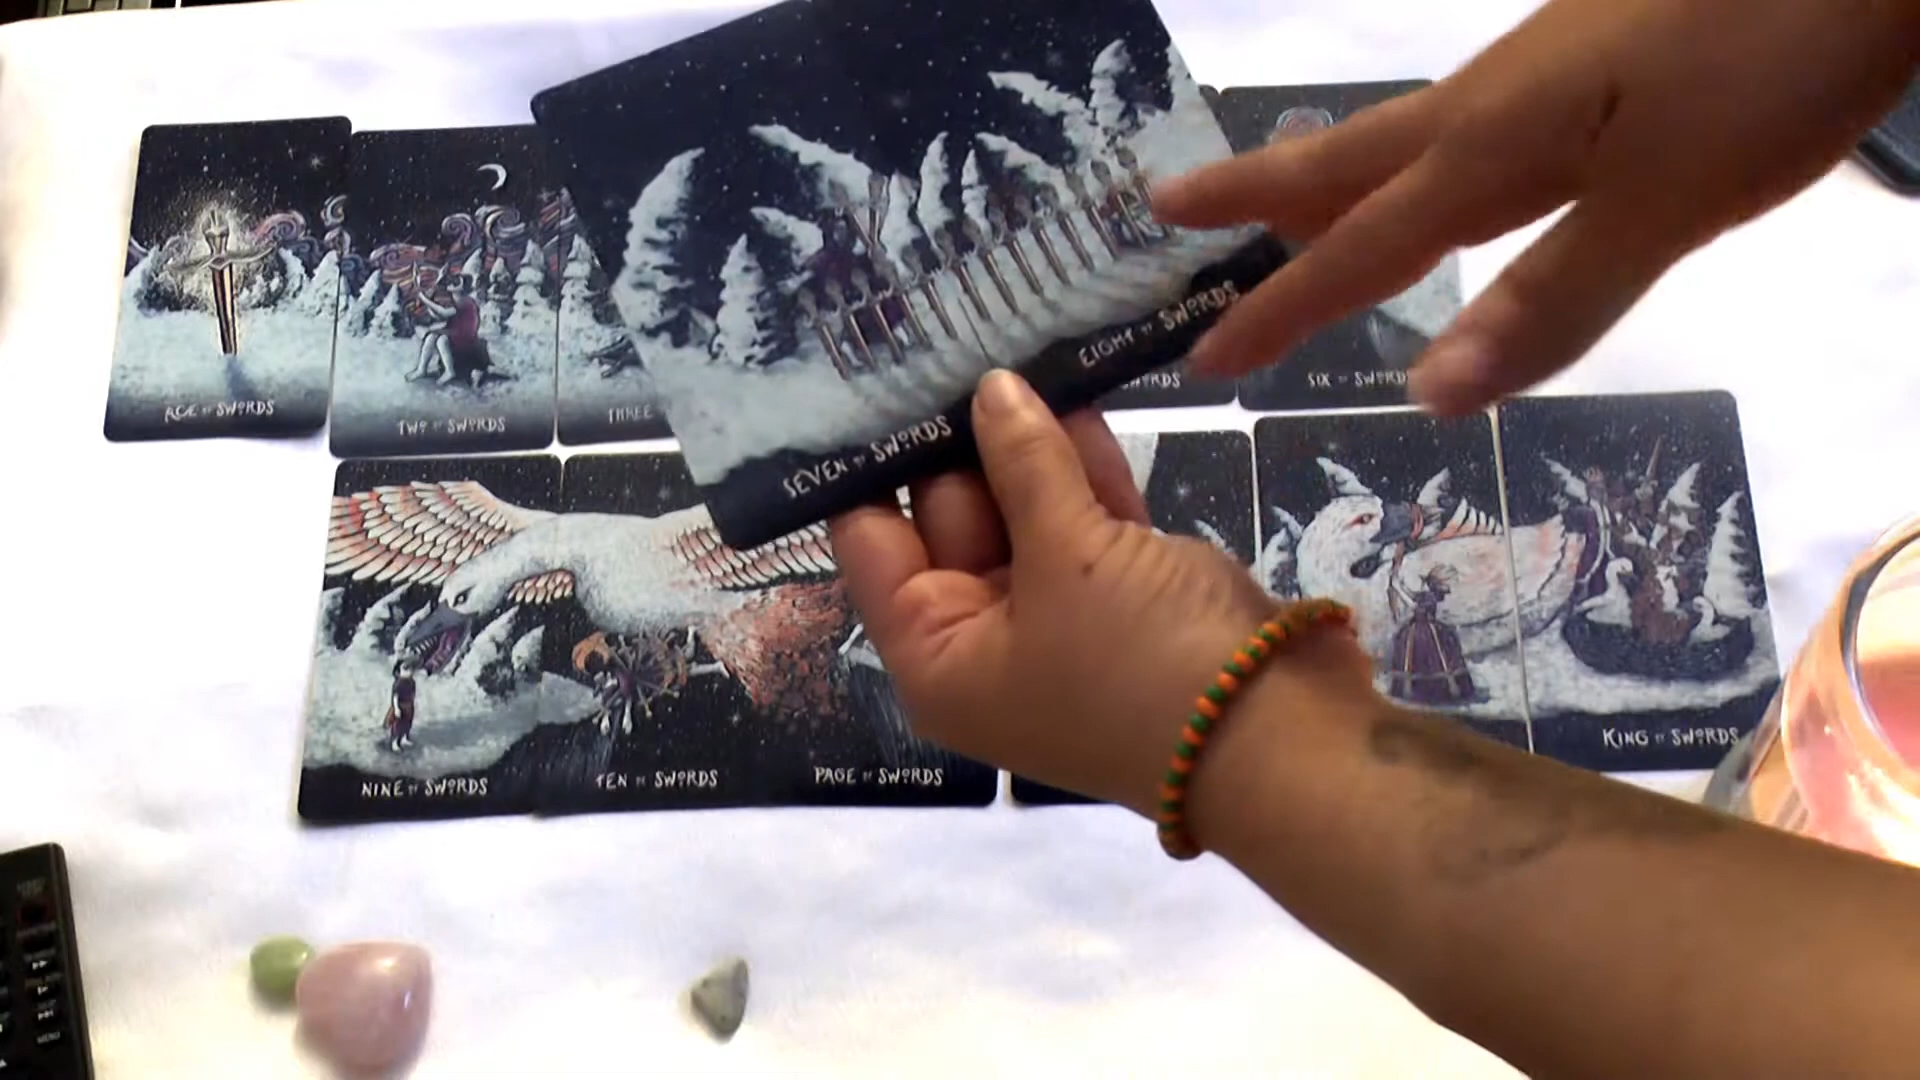 ACE OF SWORDS
TWO OF SWORDS
THREE
SEVEN OF SWORDS
EIGHT OF SWORDS
SWORDS
SIX OF SWORDS
NINE OF SWORDS
TEN OF SWORDS
PAGE OF SWORDS
KING OF SWORDS
MENU